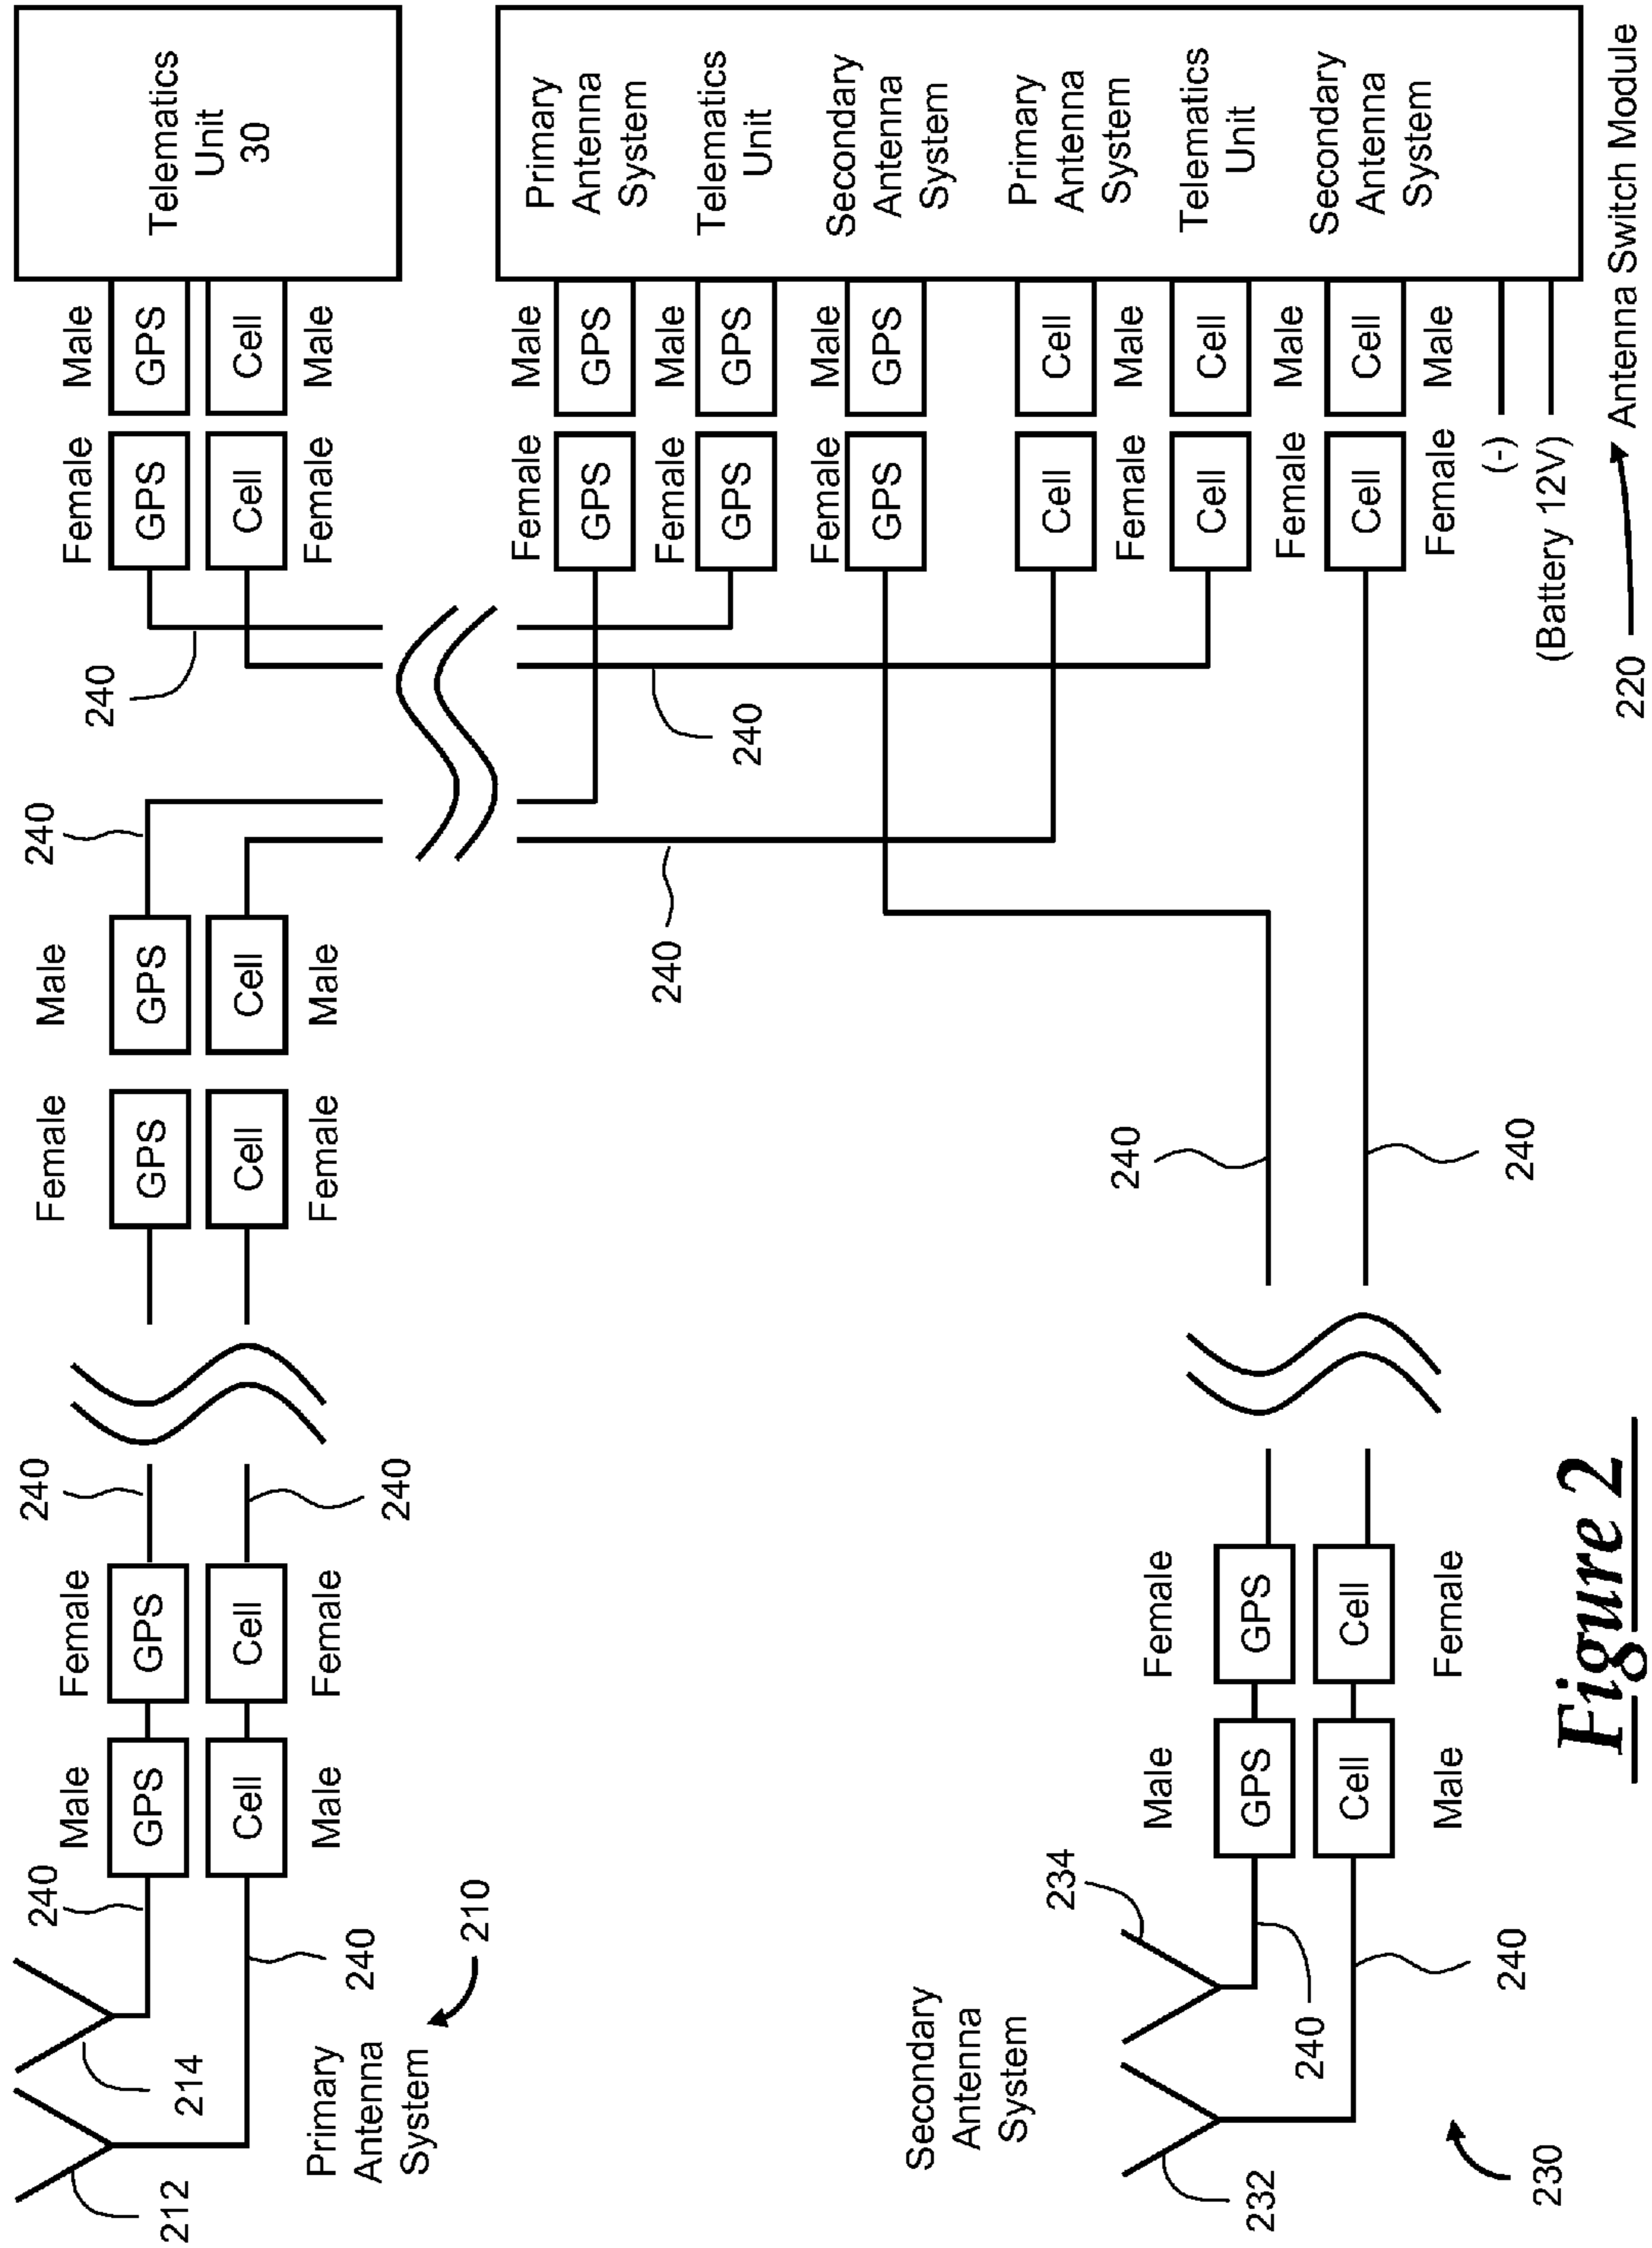 212
214
Primary
Antenna
System
210
240
240
Male
GPS
Cell
Male
Female
GPS
Cell
Female
240
240
Female
GPS
Cell
Female
Male
GPS
Cell
Male
240
240
Female
GPS
Cell
Female
Male
GPS
Cell
Male
Telematics
Unit
30
240
240
Female
GPS
Female
GPS
Female
GPS
Cell
Female
Cell
Female
Cell
Female
Male
GPS
Male
GPS
Male
GPS
Cell
Male
Cell
Male
Cell
Male
Primary
Antenna
System
Telematics
Unit
Secondary
Antenna
System
Primary
Antenna
System
Telematics
Unit
Secondary
Antenna
System
(-)
(Battery 12V)
220
Antenna Switch Module
Secondary
Antenna
System
232
234
230
240
240
Male
GPS
Cell
Male
Female
GPS
Cell
Female
240
240
Figure 2